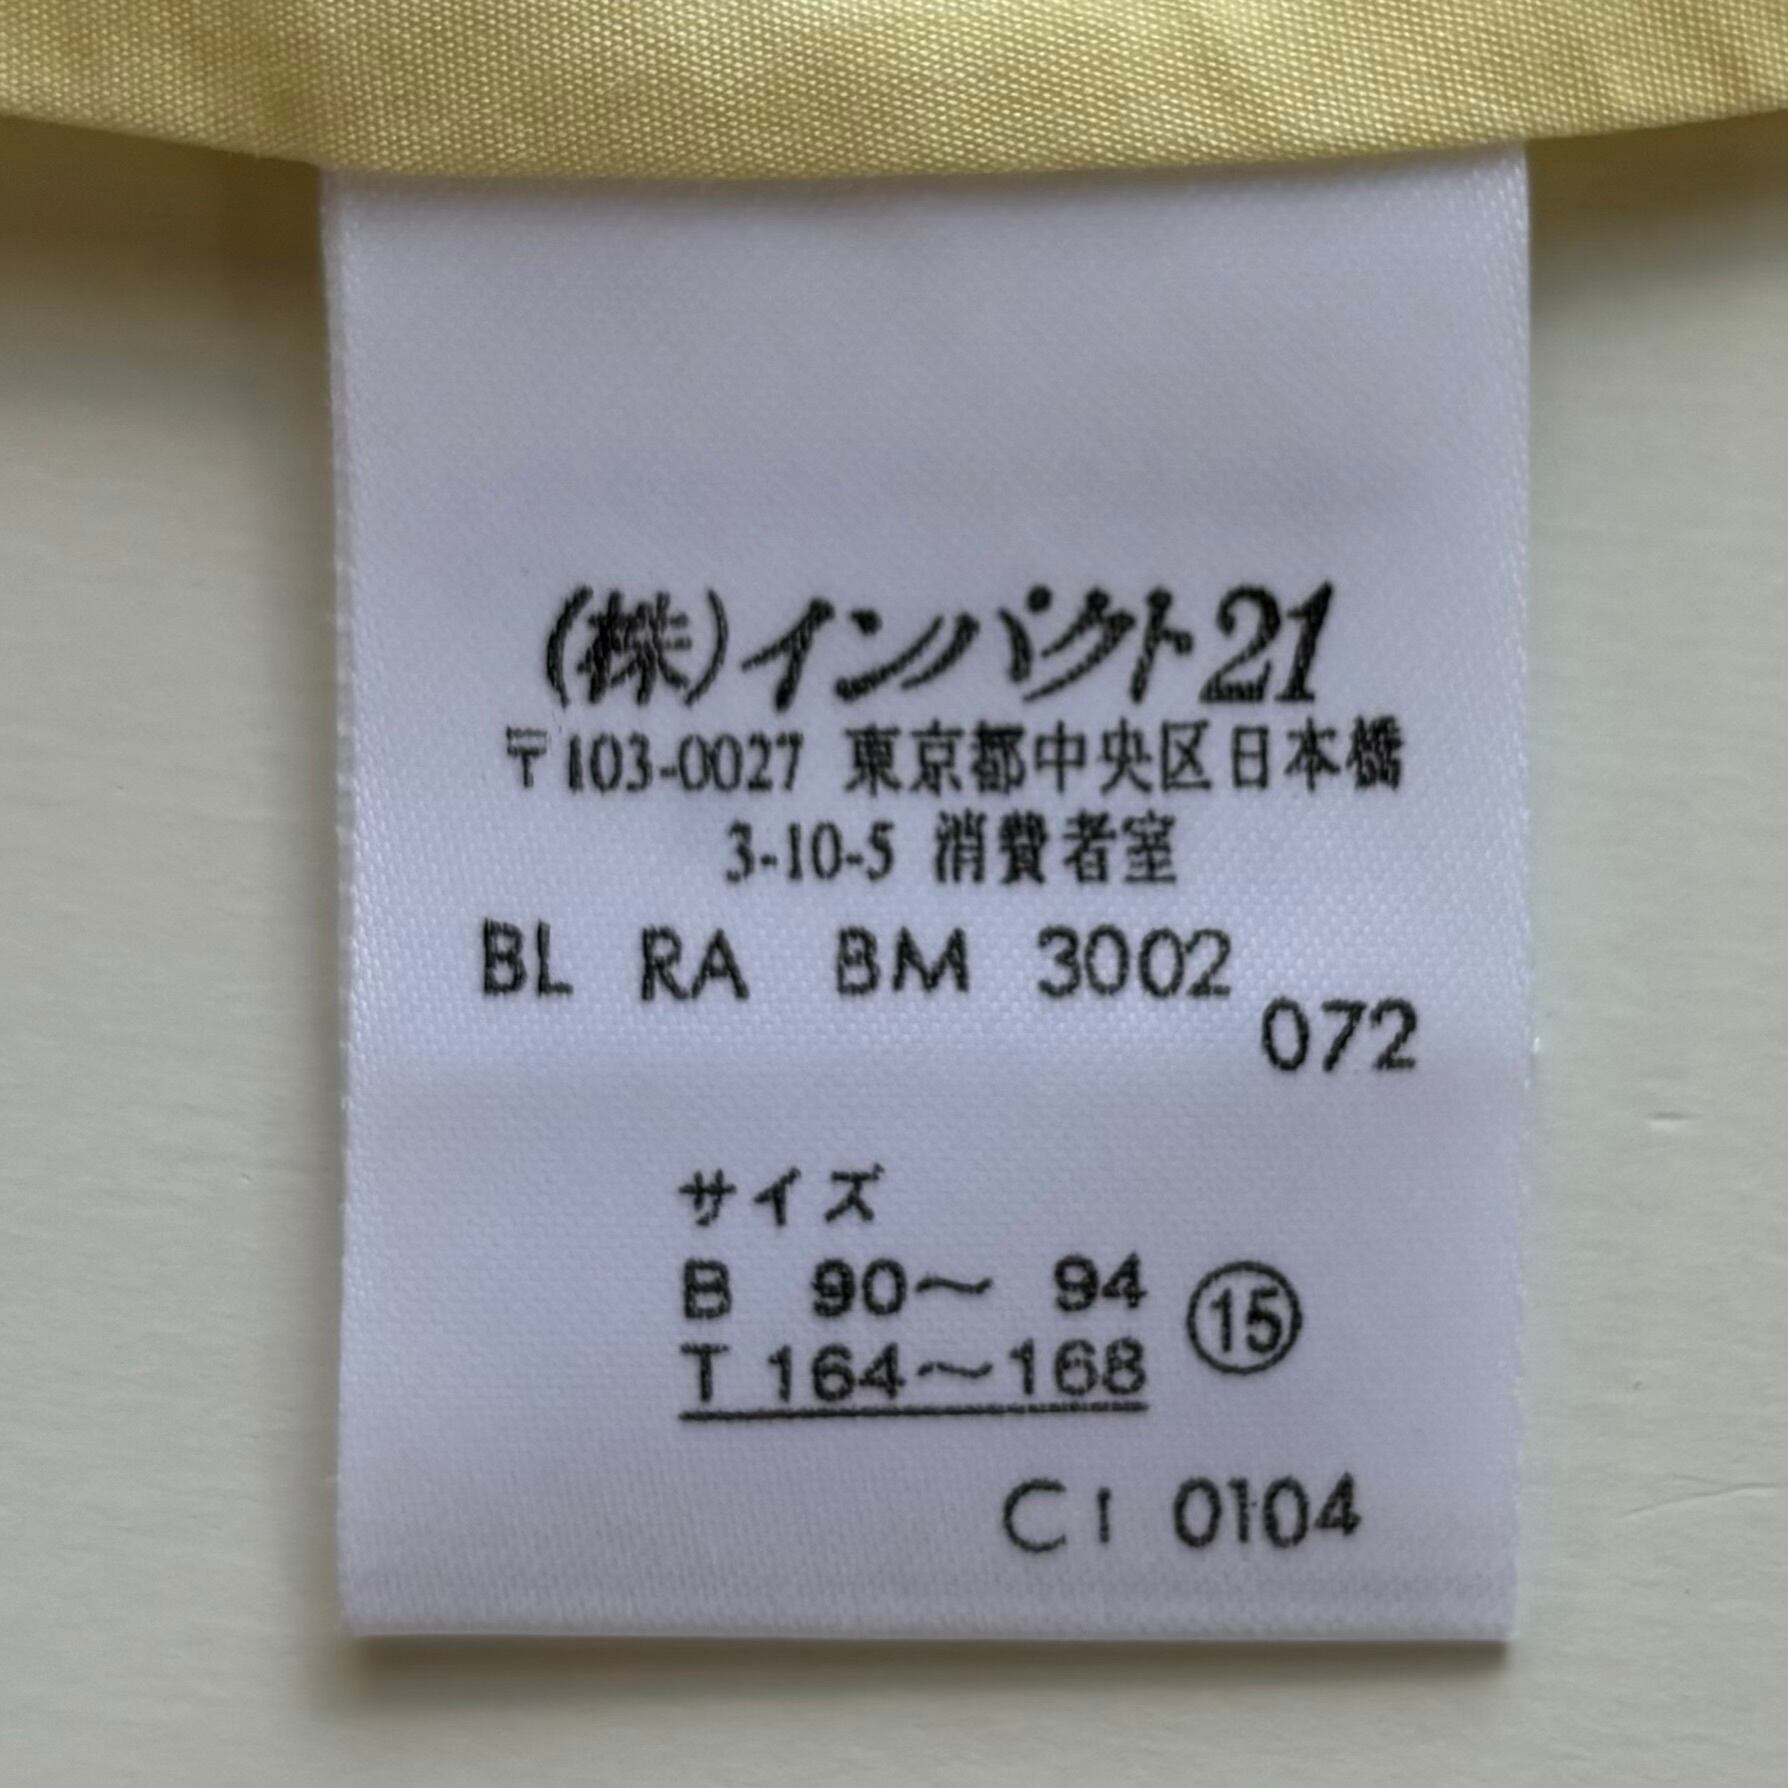 (株)インパクト21
〒103-0027 東京都中央区日本橋
3-10-5 消費者室
BL RA BM 3002
072
サイズ
B 90～ 94
T 164～168
⑮
CI 0104